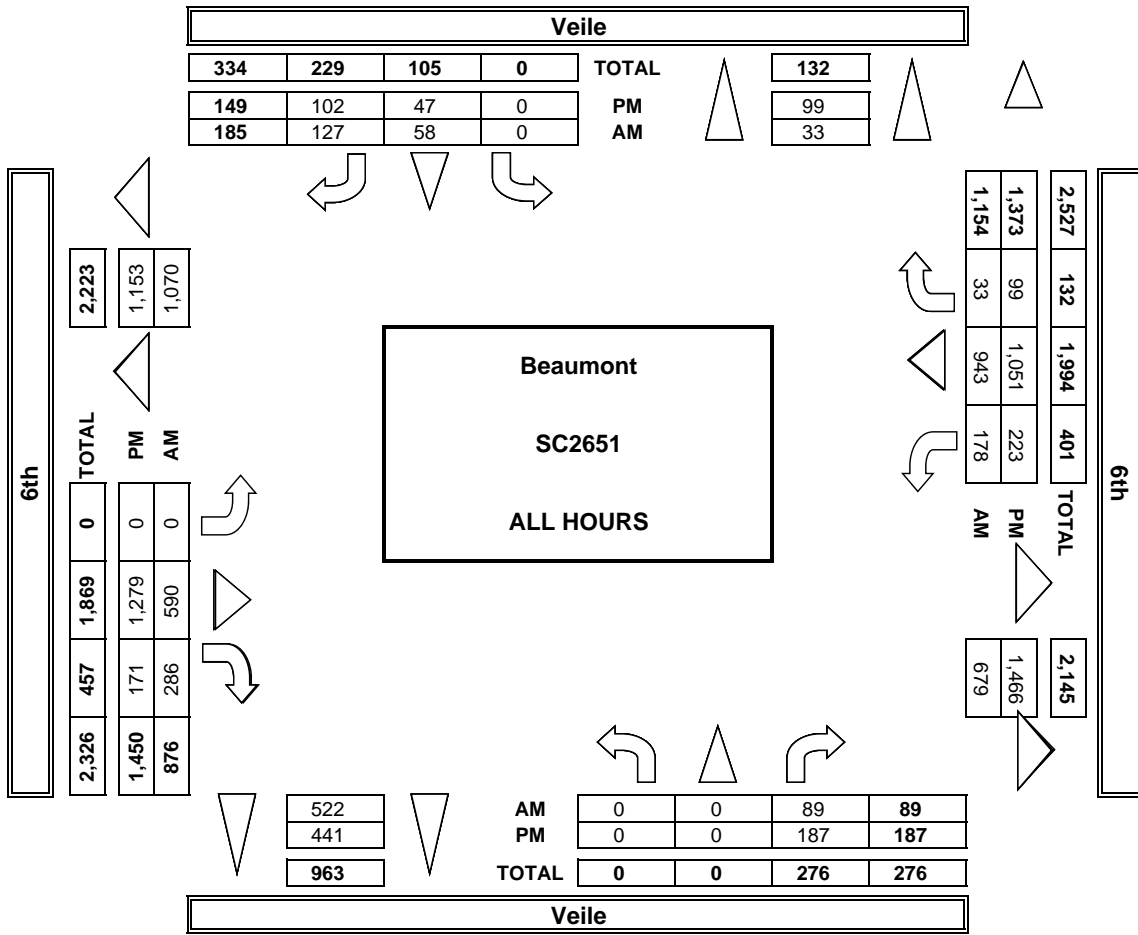 Veile
334 229 105 0 TOTAL 132
149 102 47 0 PM 99
185 127 58 0 AM 33
6th
2,223
1,153
1,070
TOTAL
PM
AM
0 1,869 457 2,326
0 1,279 171 1,450
0 590 286 876
Beaumont
SC2651
ALL HOURS
2,527 132 1,994 401 TOTAL 2,145
1,373 99 1,051 223 PM 1,466
1,154 33 943 178 AM 679
6th
522 AM 0 0 89 89
441 PM 0 0 187 187
963 TOTAL 0 0 276 276
Veile